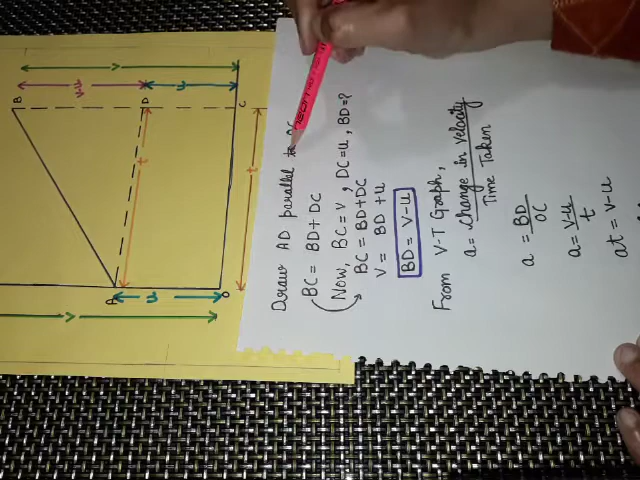 Draw AD parallel to OC
BC = BD + DC
Now, BC = V, DC = u, BD = ?
BC = BD + DC
V = BD + u
BD = V-u
From V-T Graph,
a = Change in Velocity
Time Taken
a = BD
OC
a = V-u
t
at = V-u
B
D
C
A
O
V
u
t
t
u
V